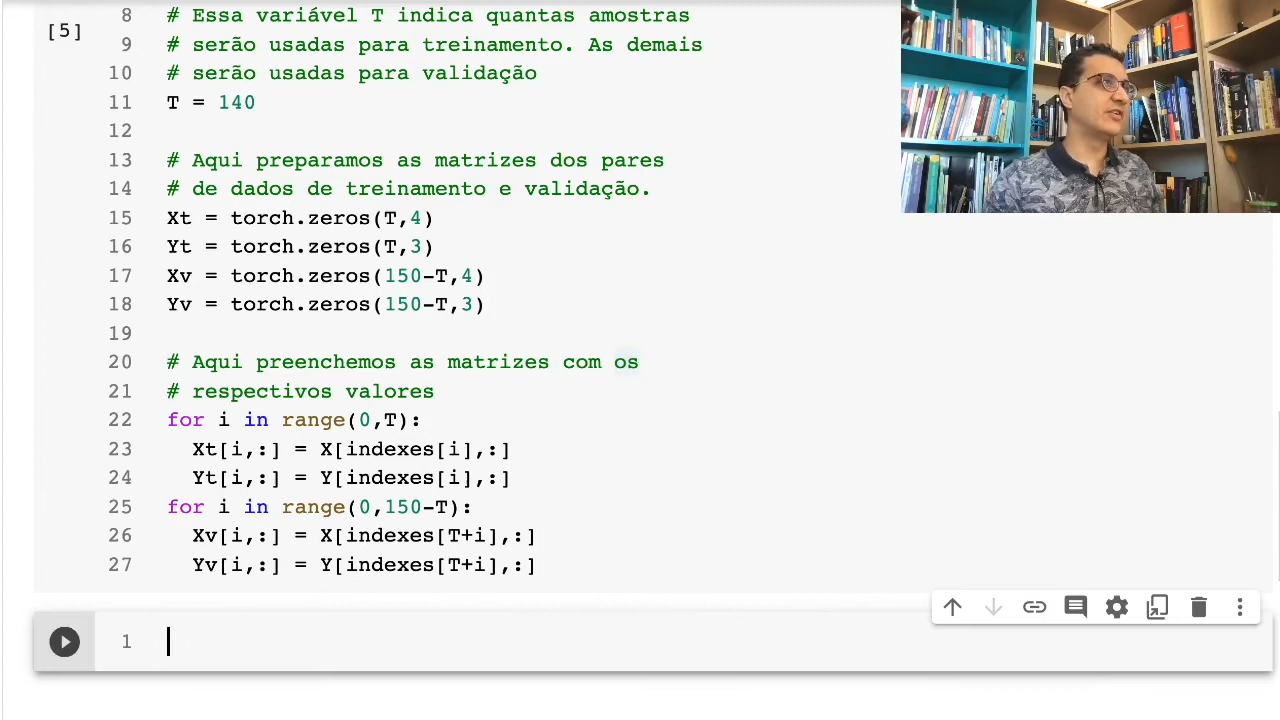 [5]
8 # Essa variável T indica quantas amostras
9 # serão usadas para treinamento. As demais
10 # serão usadas para validação
11 T = 140
12
13 # Aqui preparamos as matrizes dos pares
14 # de dados de treinamento e validação.
15 Xt = torch.zeros(T,4)
16 Yt = torch.zeros(T,3)
17 Xv = torch.zeros(150-T,4)
18 Yv = torch.zeros(150-T,3)
19
20 # Aqui preenchemos as matrizes com os
21 # respectivos valores
22 for i in range(0,T):
23   Xt[i,:] = X[indexes[i],:]
24   Yt[i,:] = Y[indexes[i],:]
25 for i in range(0,150-T):
26   Xv[i,:] = X[indexes[T+i],:]
27   Yv[i,:] = Y[indexes[T+i],:]
1